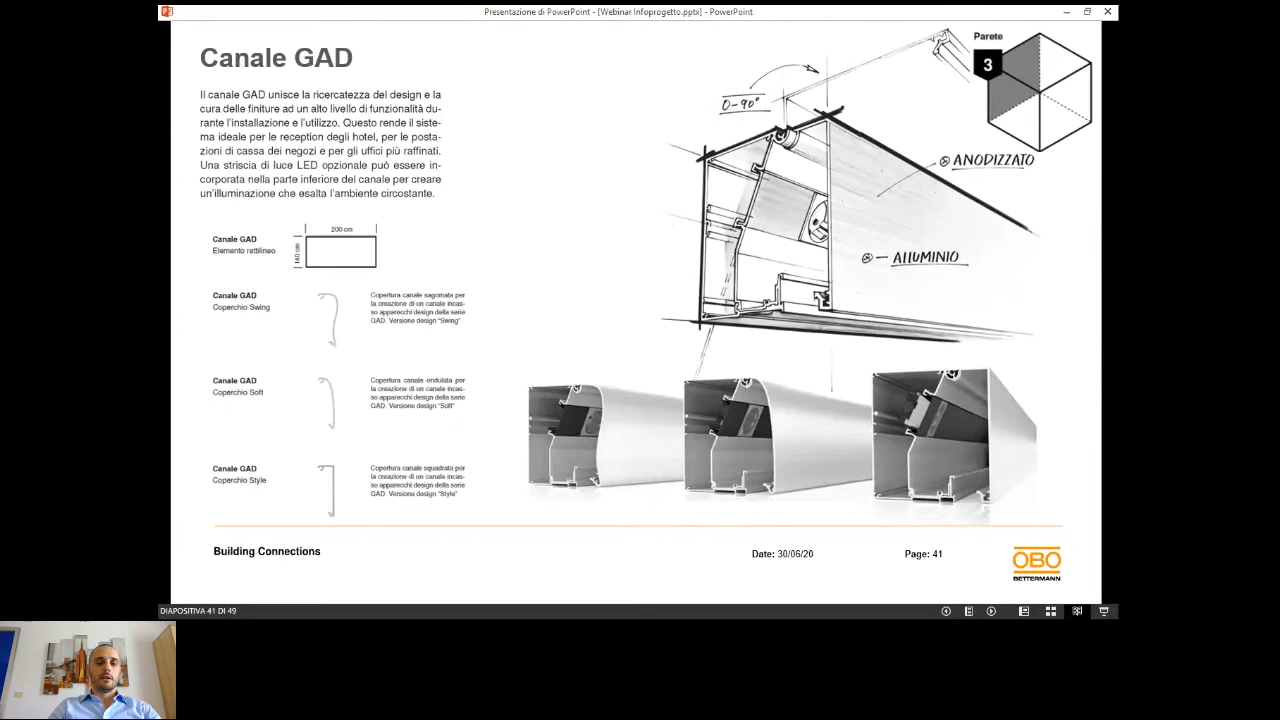 Presentazione di PowerPoint - [Webinar Infoprogetto.pptx] - PowerPoint
Canale GAD
Il canale GAD unisce la ricercatezza del design e la
cura delle finiture ad un alto livello di funzionalità du-
rante l'installazione e l'utilizzo. Questo rende il siste-
ma ideale per le reception degli hotel, per le posta-
zioni di cassa dei negozi e per gli uffici più raffinati.
Una striscia di luce LED opzionale può essere in-
corporata nella parte inferiore del canale per creare
un'illuminazione che esalta l'ambiente circostante.
Parete
3
0-90°
ANODIZZATO
ALLUMINIO
200 cm
140 cm
Canale GAD
Elemento rettilineo
Canale GAD
Coperchio Swing
Copertura canale sagomata per
la creazione di un canale incas-
so apparecchi design della serie
GAD. Versione design "Swing"
Canale GAD
Coperchio Soft
Copertura canale ondulata per
la creazione di un canale incas-
so apparecchi design della serie
GAD. Versione design "Soft"
Canale GAD
Coperchio Style
Copertura canale squadrata per
la creazione di un canale incas-
so apparecchi design della serie
GAD. Versione design "Style"
Building Connections
Date: 30/06/20
Page: 41
OBO
BETTERMANN
DIAPOSITIVA 41 DI 49